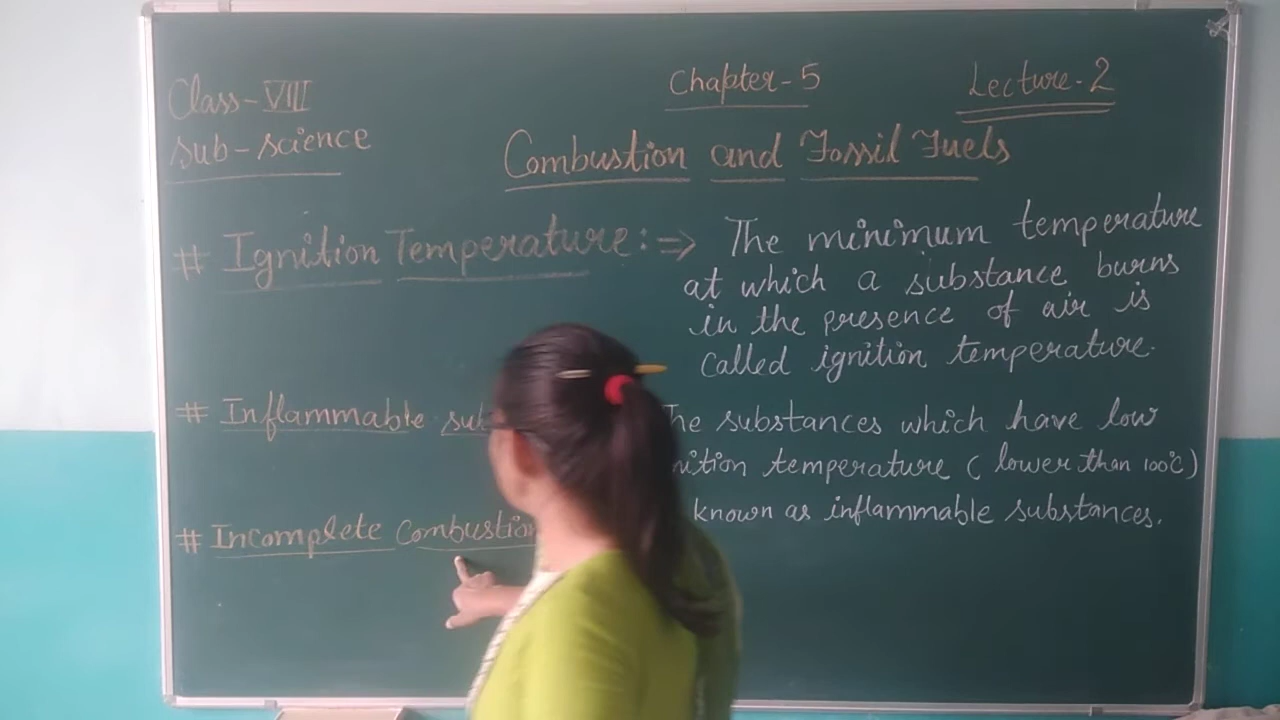 Class-VIII
Chapter-5
Lecture-2
Sub-science
Combustion and Fossil Fuels
# Ignition Temperature:⇒ The minimum temperature
at which a substance burns
in the presence of air is
called ignition temperature.
# Inflammable The substances which have low
temperature (lower than 100°C)
known as inflammable substances.
# Incomplete Combustion